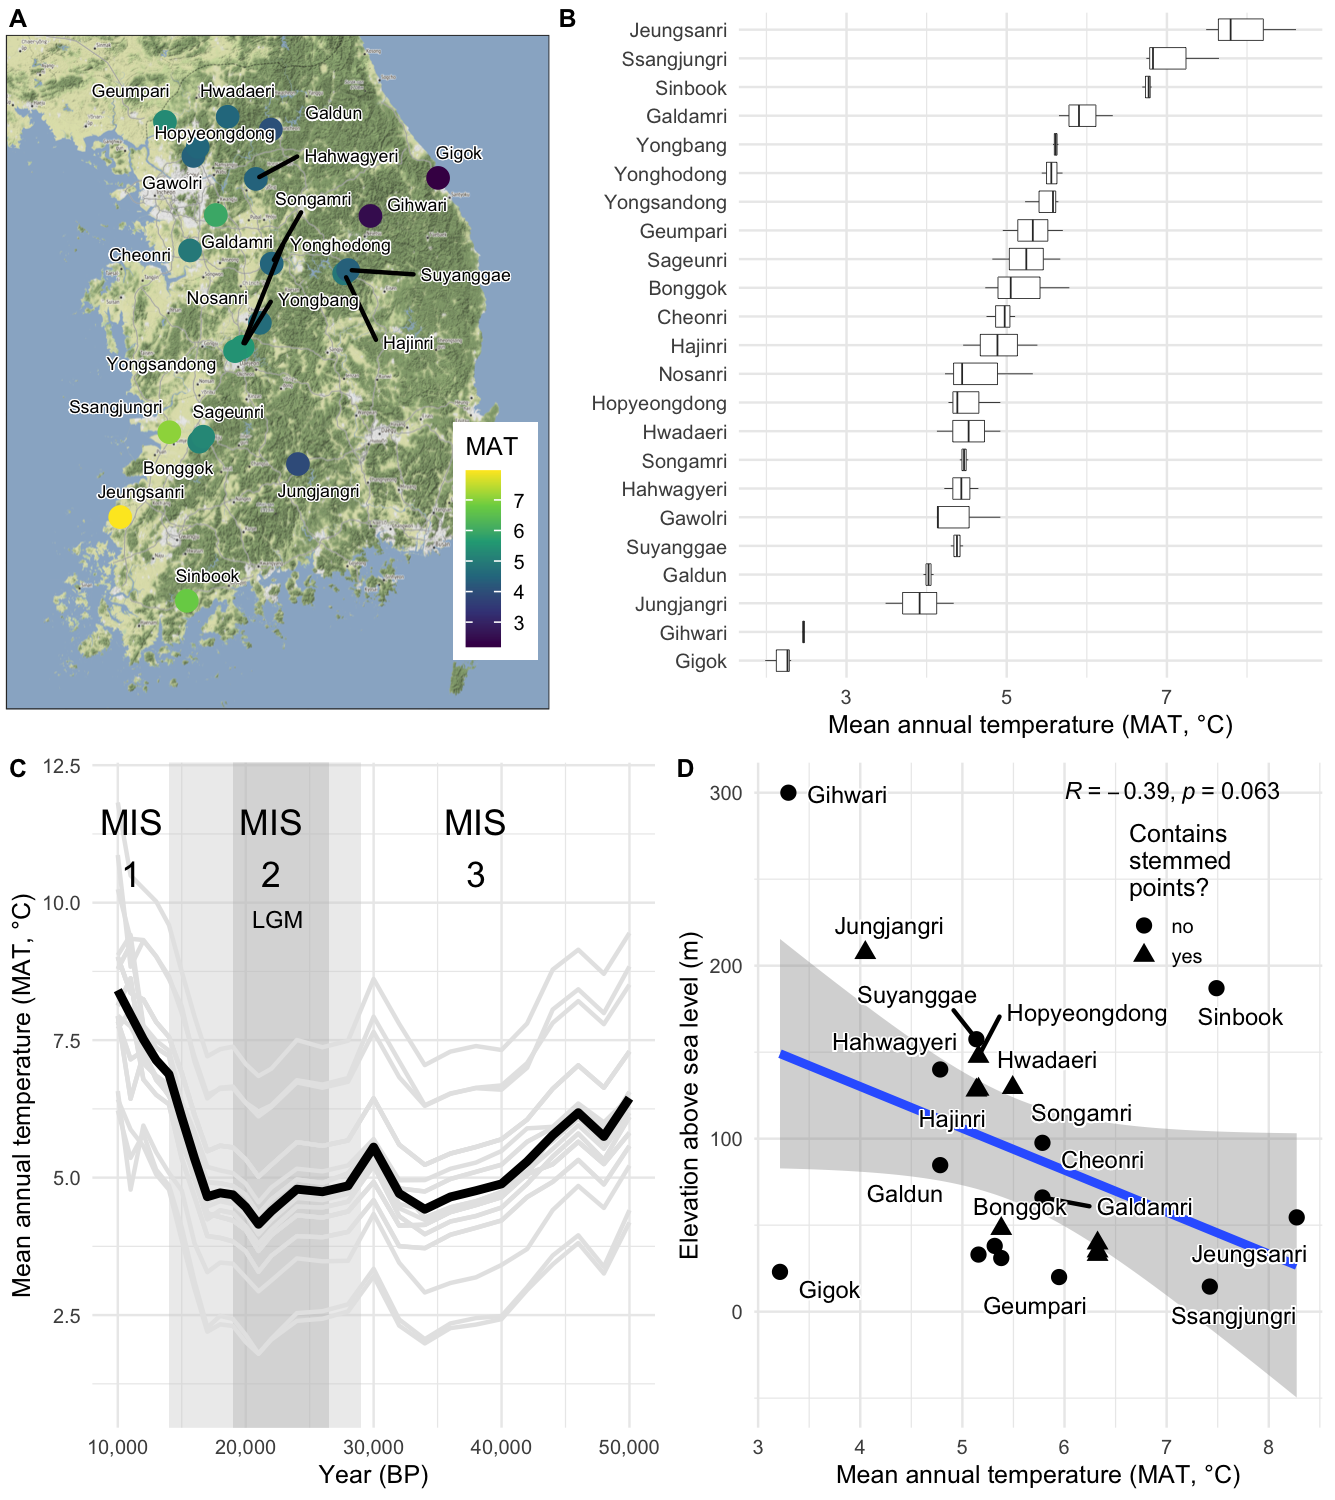 A
Geumpari
Hwadaeri
Galdun
Hopyeongdong
Hahwagyeri
Gigok
Gawolri
Songamri
Gihwari
Cheonri
Galdamri
Yonghodong
Suyanggae
Nosanri
Yongbang
Hajinri
Yongsandong
Ssangjungri
Sageunri
Bonggok
Jeungsanri
Jungjangri
Sinbook
MAT
7
6
5
4
3
B
Jeungsanri
Ssangjungri
Sinbook
Galdamri
Yongbang
Yonghodong
Yongsandong
Geumpari
Sageunri
Bonggok
Cheonri
Hajinri
Nosanri
Hopyeongdong
Hwadaeri
Songamri
Hahwagyeri
Gawolri
Suyanggae
Galdun
Jungjangri
Gihwari
Gigok
3 5 7
Mean annual temperature (MAT, °C)
C
12.5
10.0
7.5
5.0
2.5
Mean annual temperature (MAT, °C)
MIS
1
MIS
2
LGM
MIS
3
10,000 20,000 30,000 40,000 50,000
Year (BP)
D
300
200
100
0
Elevation above sea level (m)
Gihwari
R = −0.39, p = 0.063
Contains
stemmed
points?
no
yes
Jungjangri
Suyanggae
Hopyeongdong
Sinbook
Hahwagyeri
Hwadaeri
Hajinri
Songamri
Cheonri
Galdun
Bonggok
Galdamri
Jeungsanri
Gigok
Geumpari
Ssangjungri
3 4 5 6 7 8
Mean annual temperature (MAT, °C)